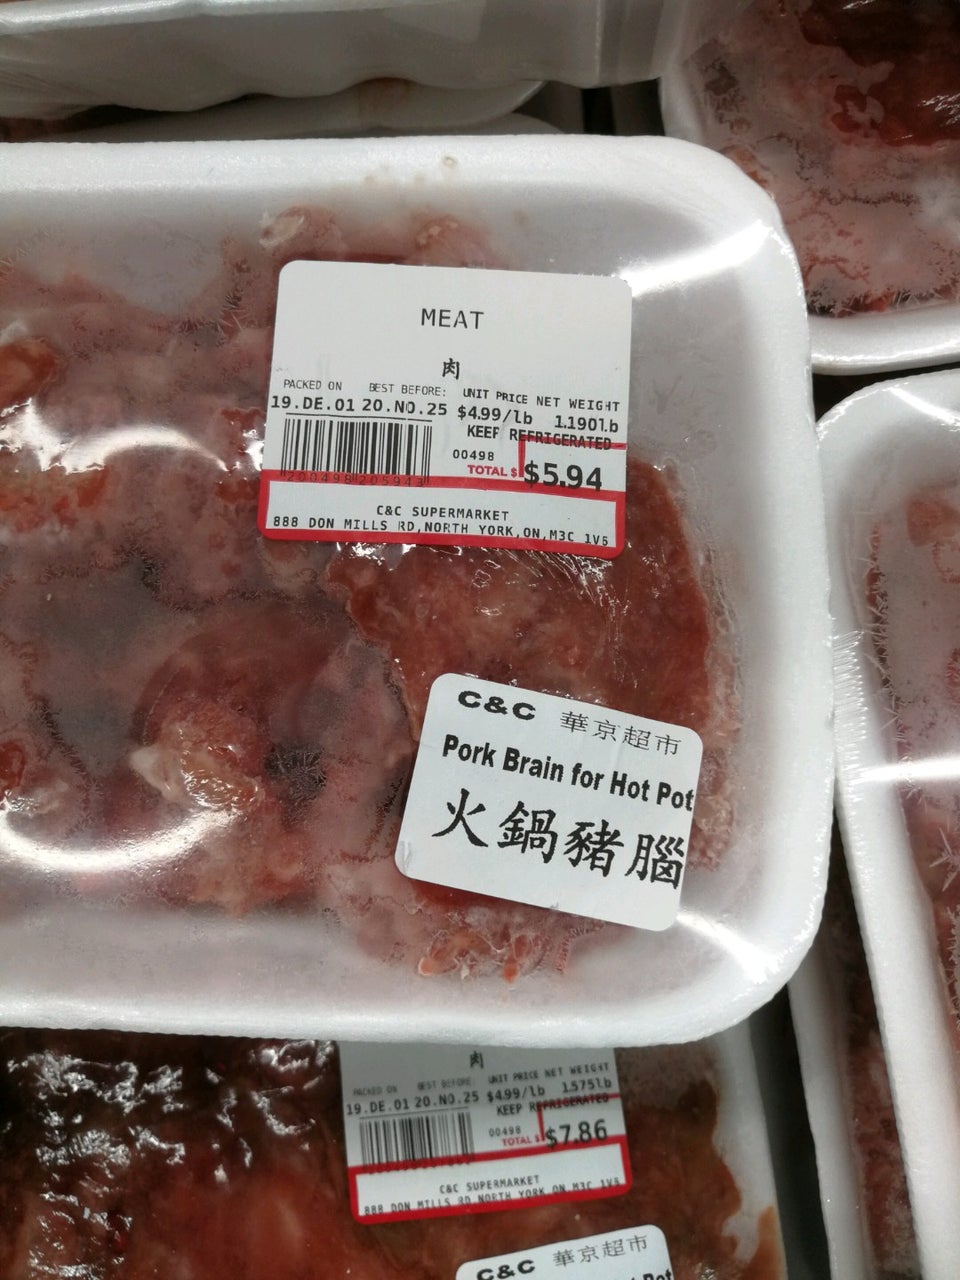 MEAT
肉
PACKED ON BEST BEFORE: UNIT PRICE NET WEIGHT
19.DE.01 20.NO.25 $4.99/lb 1.190lb
KEEP REFRIGERATED
00498
TOTAL $ $5.94
200498 205943
C&C SUPERMARKET
888 DON MILLS RD,NORTH YORK,ON,M3C 1V6
C&C 華京超市
Pork Brain for Hot Pot
火鍋豬腦
肉
PACKED ON BEST BEFORE: UNIT PRICE NET WEIGHT
19.DE.01 20.NO.25 $4.99/lb 1.575lb
KEEP REFRIGERATED
00498
TOTAL $ $7.86
C&C SUPERMARKET
888 DON MILLS RD,NORTH YORK,ON,M3C 1V6
C&C 華京超市
Pot